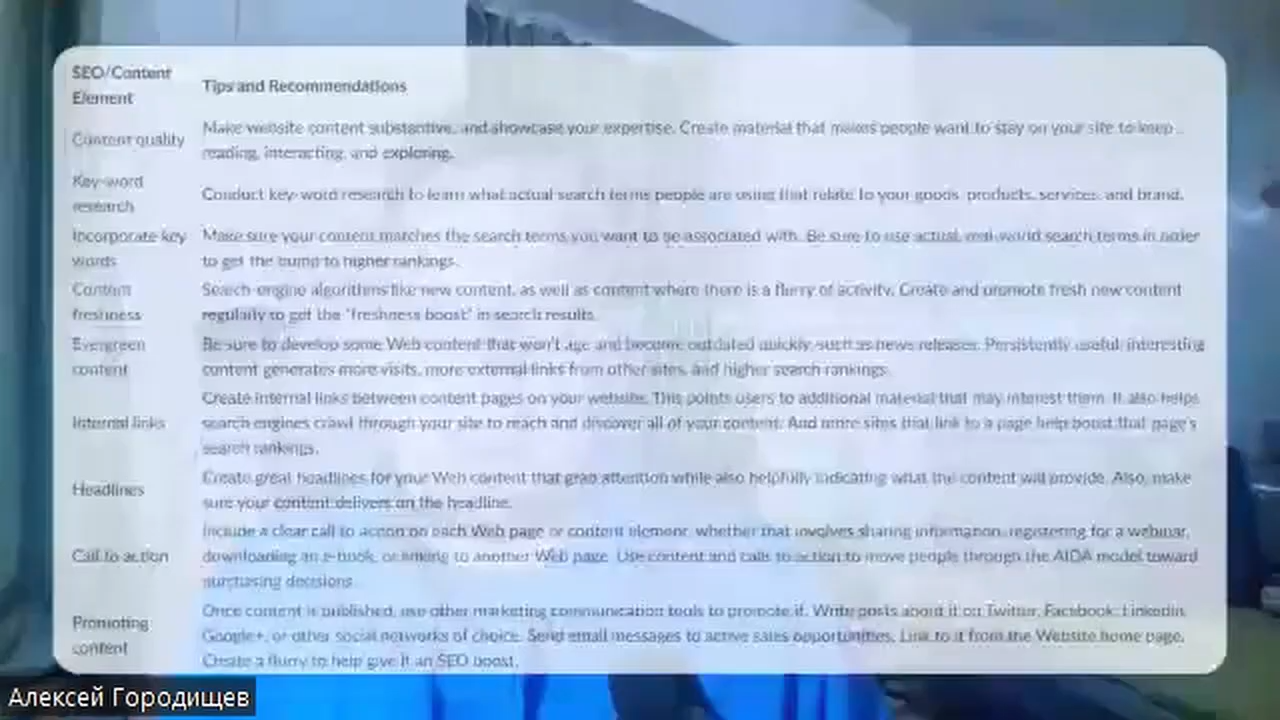 SEO/Content
Element
Tips and Recommendations
Content quality
Make website content substantive, and showcase your expertise. Create material that makes people want to stay on your site to keep
reading, interacting, and exploring.
Key-word
research
Conduct key-word research to learn what actual search terms people are using that relate to your goods, products, services, and brand.
Incorporate key
words
Make sure your content matches the search terms you want to be associated with. Be sure to use actual, real-world search terms in order
to get the bump to higher rankings.
Content
freshness
Search-engine algorithms like new content, as well as content where there is a flurry of activity. Create and promote fresh new content
regularly to get the "freshness boost" in search results.
Evergreen
content
Be sure to develop some Web content that won't age and become outdated quickly, such as news releases. Persistently useful, interesting
content generates more visits, more external links from other sites, and higher search rankings.
Internal links
Create internal links between content pages on your website. This points users to additional material that may interest them. It also helps
search engines crawl through your site to reach and discover all of your content. And more sites that link to a page help boost that page's
search rankings.
Headlines
Create great headlines for your Web content that grab attention while also helpfully indicating what the content will provide. Also, make
sure your content delivers on the headline.
Call to action
Include a clear call to action on each Web page or content element, whether that involves sharing information, registering for a webinar,
downloading an e-book, or linking to another Web page. Use content and calls to action to move people through the AIDA model toward
purchasing decisions.
Promoting
content
Once content is published, use other marketing communication tools to promote it. Write posts about it on Twitter, Facebook, LinkedIn,
Google+, or other social networks of choice. Send email messages to active sales opportunities. Link to it from the Website home page.
Create a flurry to help give it an SEO boost.
Алексей Городищев